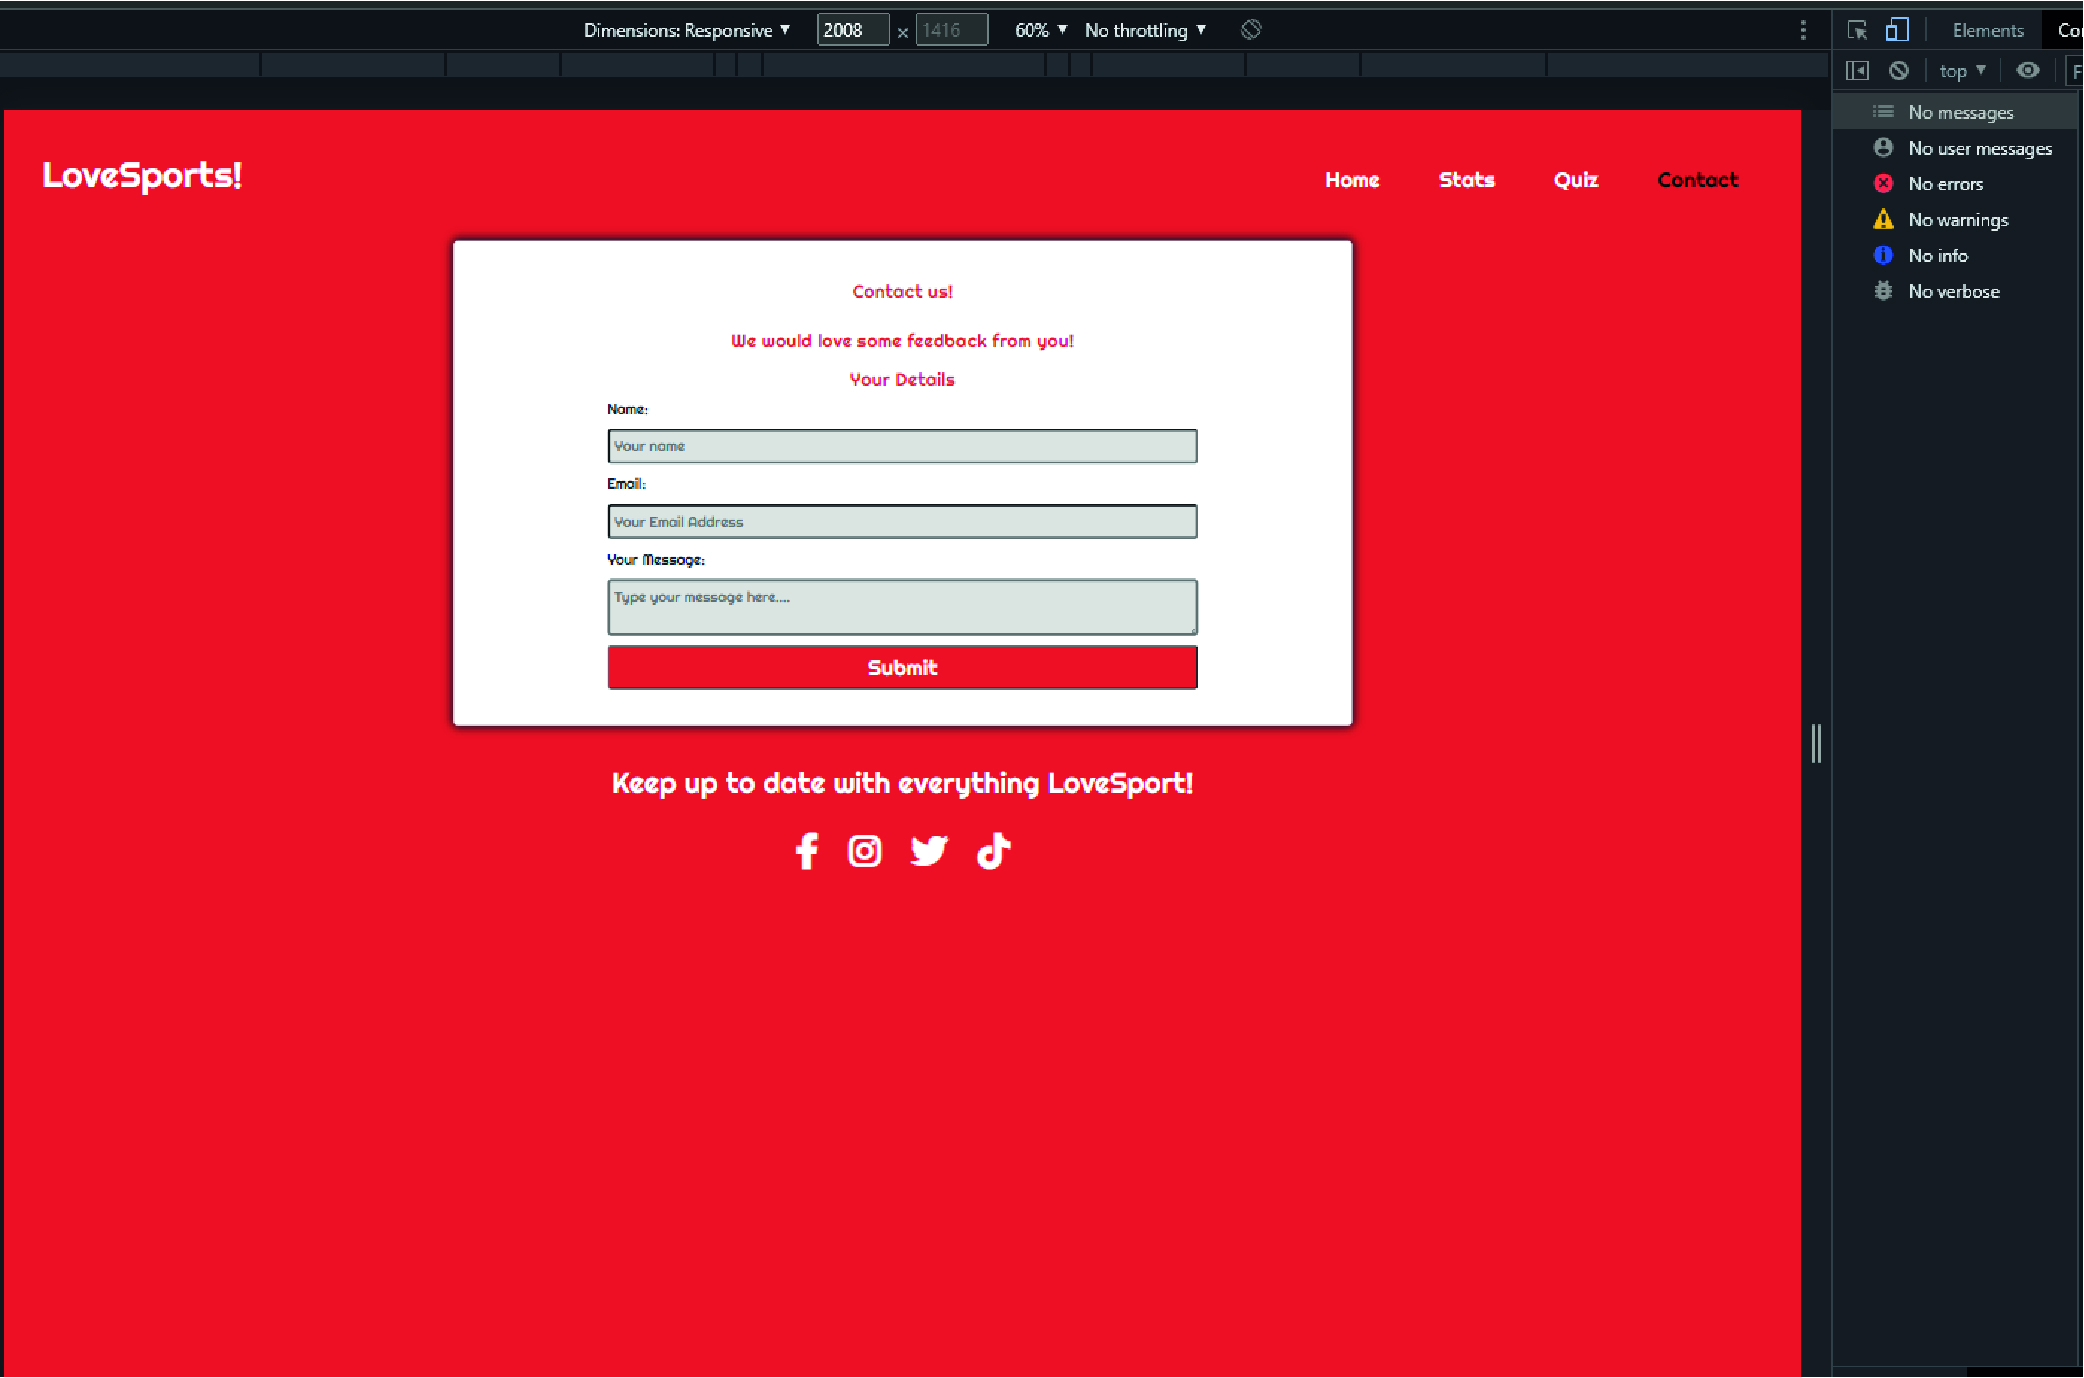 Dimensions: Responsive 2008 × 1416 60% No throttling
Elements
top
No messages
No user messages
No errors
No warnings
No info
No verbose
LoveSports!
Home Stats Quiz Contact
Contact us!
We would love some feedback from you!
Your Details
Name:
Your name
Email:
Your Email Address
Your Message:
Type your message here....
Submit
Keep up to date with everything LoveSport!